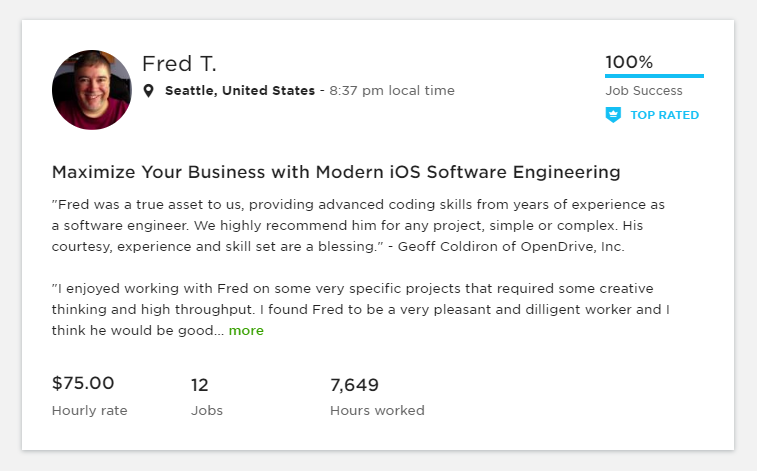 Fred T.
Seattle, United States - 8:37 pm local time
100%
Job Success
TOP RATED
Maximize Your Business with Modern iOS Software Engineering
"Fred was a true asset to us, providing advanced coding skills from years of experience as
a software engineer. We highly recommend him for any project, simple or complex. His
courtesy, experience and skill set are a blessing." - Geoff Coldiron of OpenDrive, Inc.
"I enjoyed working with Fred on some very specific projects that required some creative
thinking and high throughput. I found Fred to be a very pleasant and dilligent worker and I
think he would be good... more
$75.00
Hourly rate
12
Jobs
7,649
Hours worked